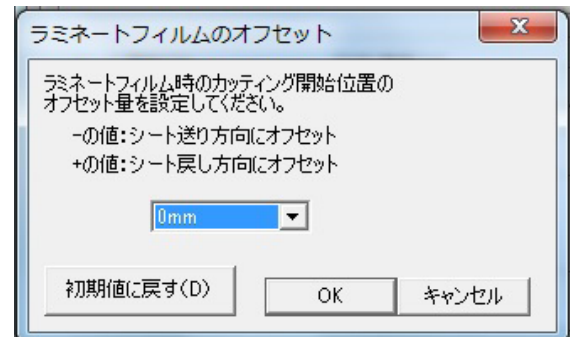 ラミネートフィルムのオフセット
ラミネートフィルム時のカッティング開始位置の
オフセット量を設定してください。
-の値:シート送り方向にオフセット
+の値:シート戻し方向にオフセット
0mm
初期値に戻す(D)
OK
キャンセル